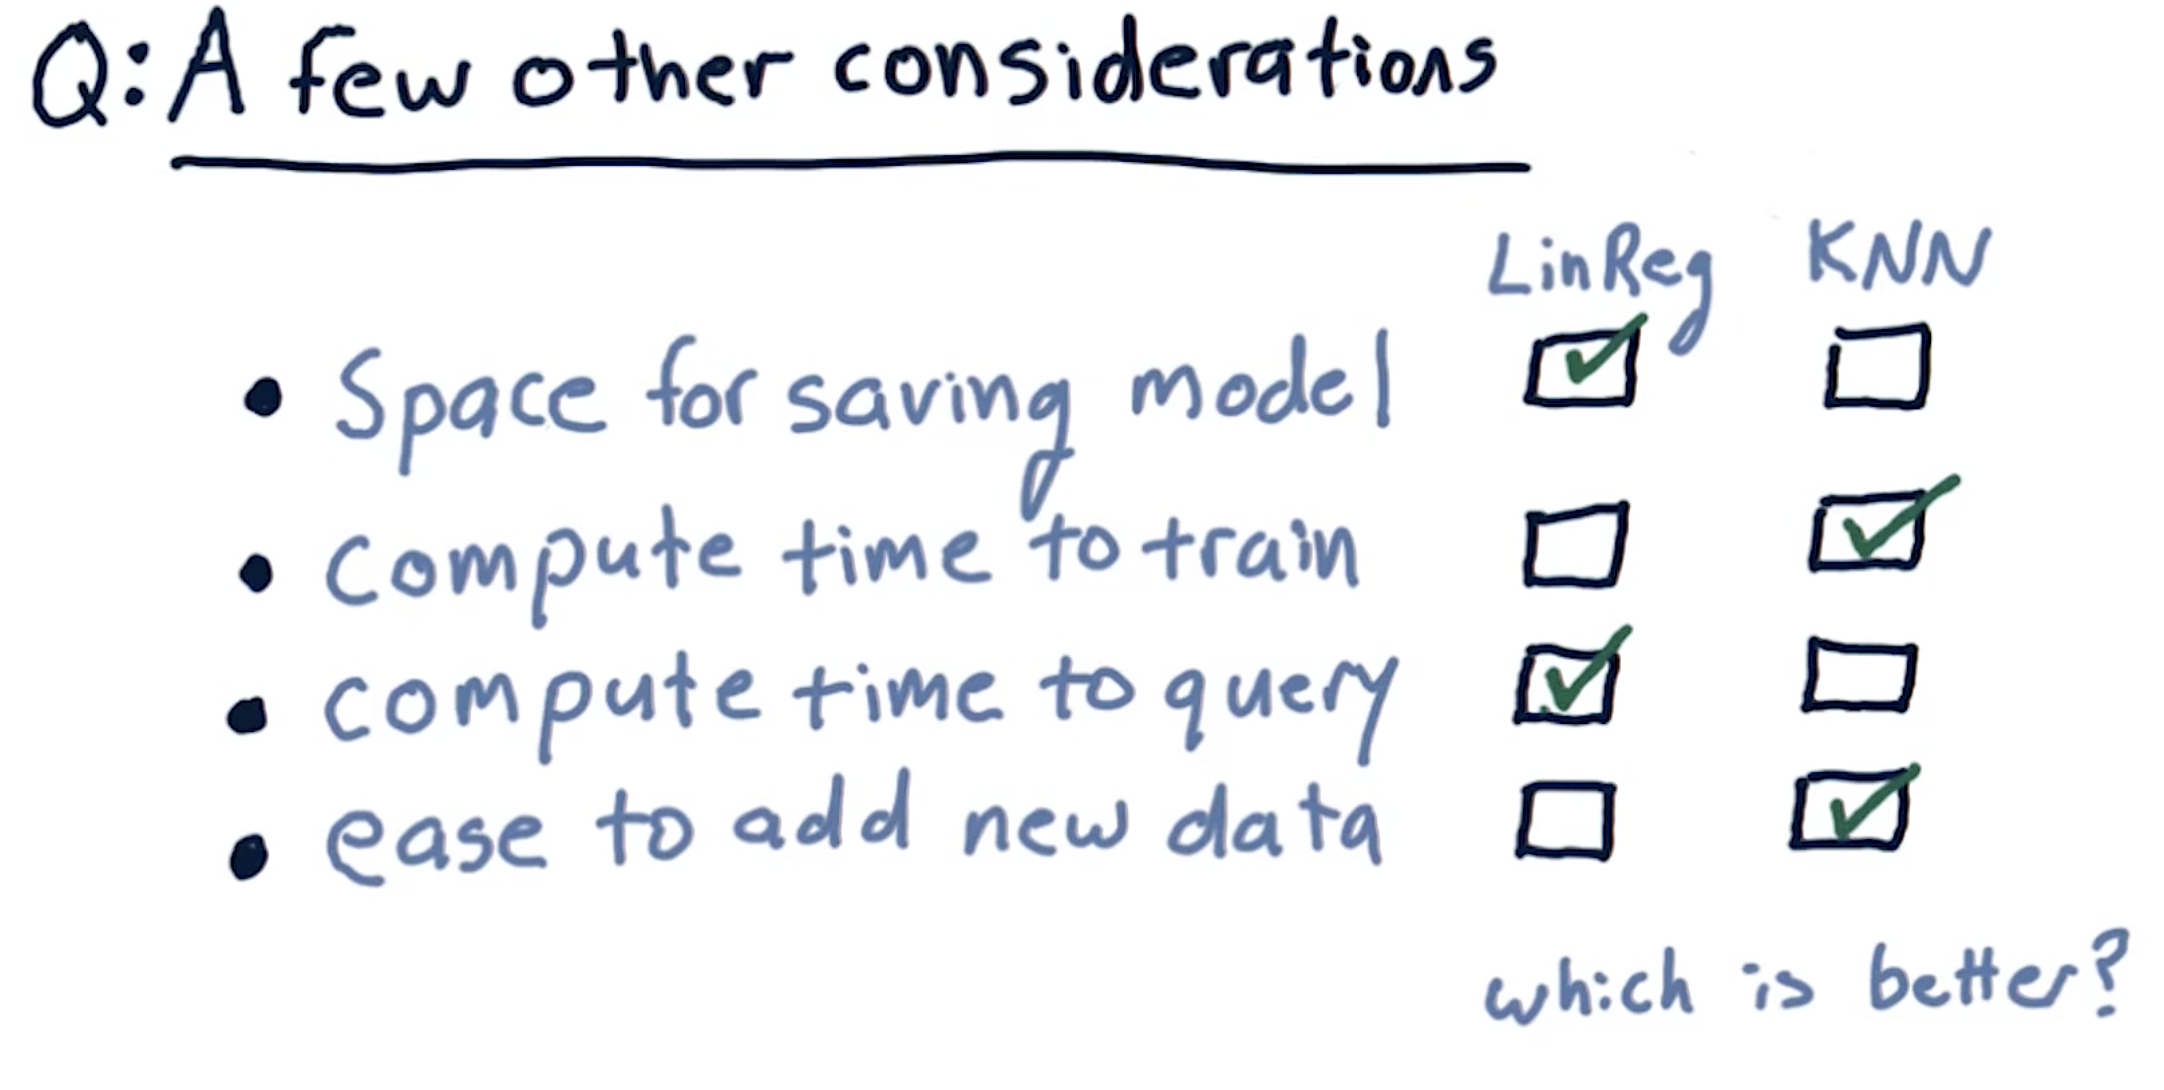 Q: A few other considerations
LinReg KNN
• Space for saving model
• compute time to train
• compute time to query
• ease to add new data
which is better?